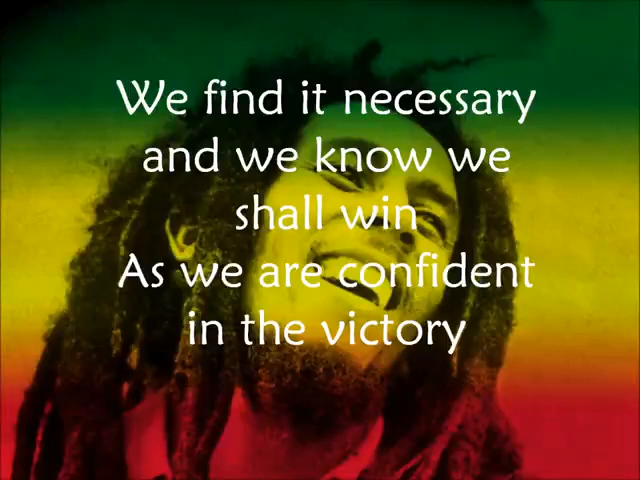 We find it necessary
and we know we
shall win
As we are confident
in the victory